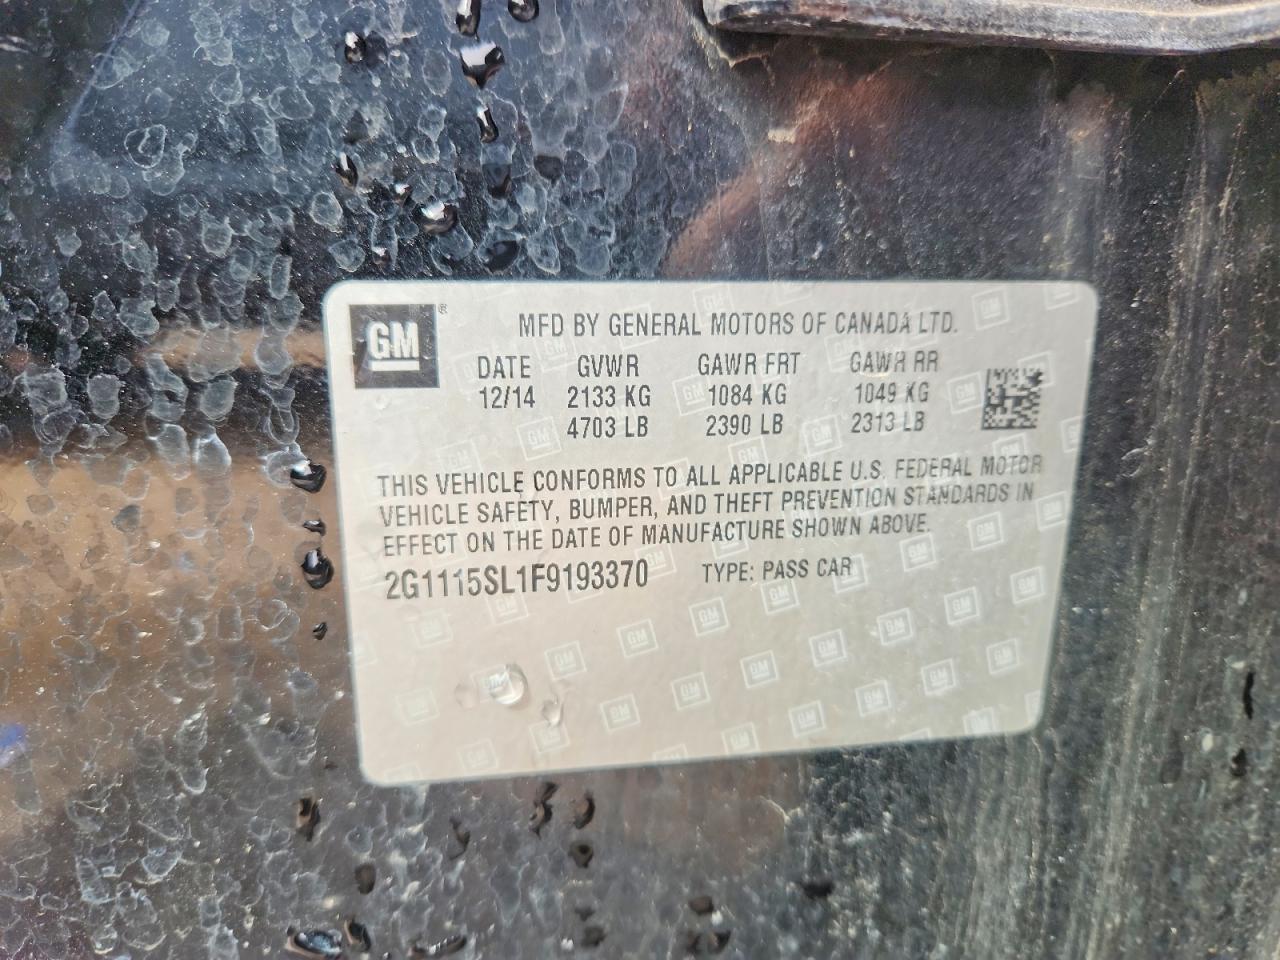 GM ®
MFD BY GENERAL MOTORS OF CANADA LTD.
DATE GVWR GAWR FRT GAWR RR
12/14 2133 KG 1084 KG 1049 KG
4703 LB 2390 LB 2313 LB
THIS VEHICLE CONFORMS TO ALL APPLICABLE U.S. FEDERAL MOTOR
VEHICLE SAFETY, BUMPER, AND THEFT PREVENTION STANDARDS IN
EFFECT ON THE DATE OF MANUFACTURE SHOWN ABOVE.
2G1115SL1F9193370 TYPE: PASS CAR